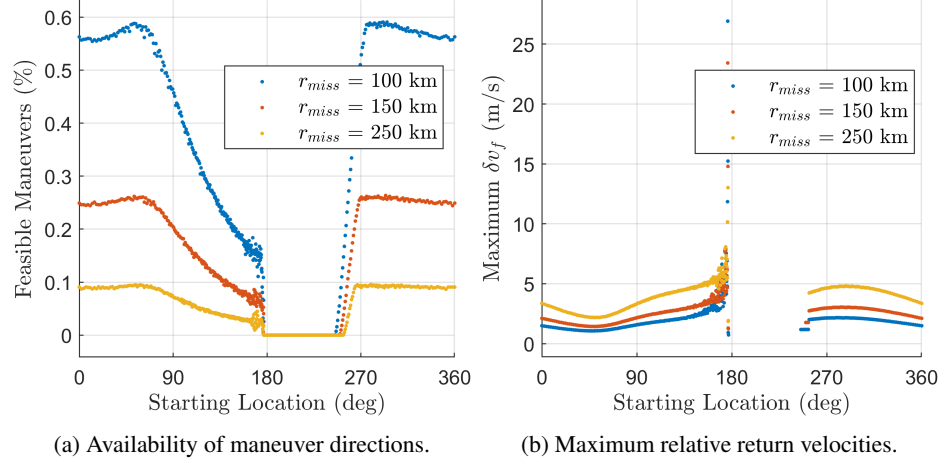 0.6
0.5
0.4
0.3
0.2
0.1
0
Feasible Maneuvers (%)
r_miss = 100 km
r_miss = 150 km
r_miss = 250 km
0 90 180 270 360
Starting Location (deg)
(a) Availability of maneuver directions.
25
20
15
10
5
0
Maximum δv_f (m/s)
r_miss = 100 km
r_miss = 150 km
r_miss = 250 km
0 90 180 270 360
Starting Location (deg)
(b) Maximum relative return velocities.